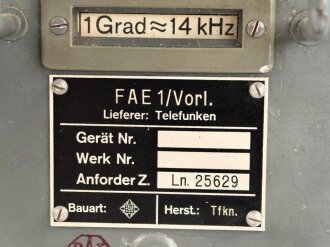 1 Grad ≈ 14 kHz
FAE 1/Vorl.
Lieferer: Telefunken
Gerät Nr.
Werk Nr.
Anforder Z. Ln. 25629
Bauart: Herst.: Tfkn.